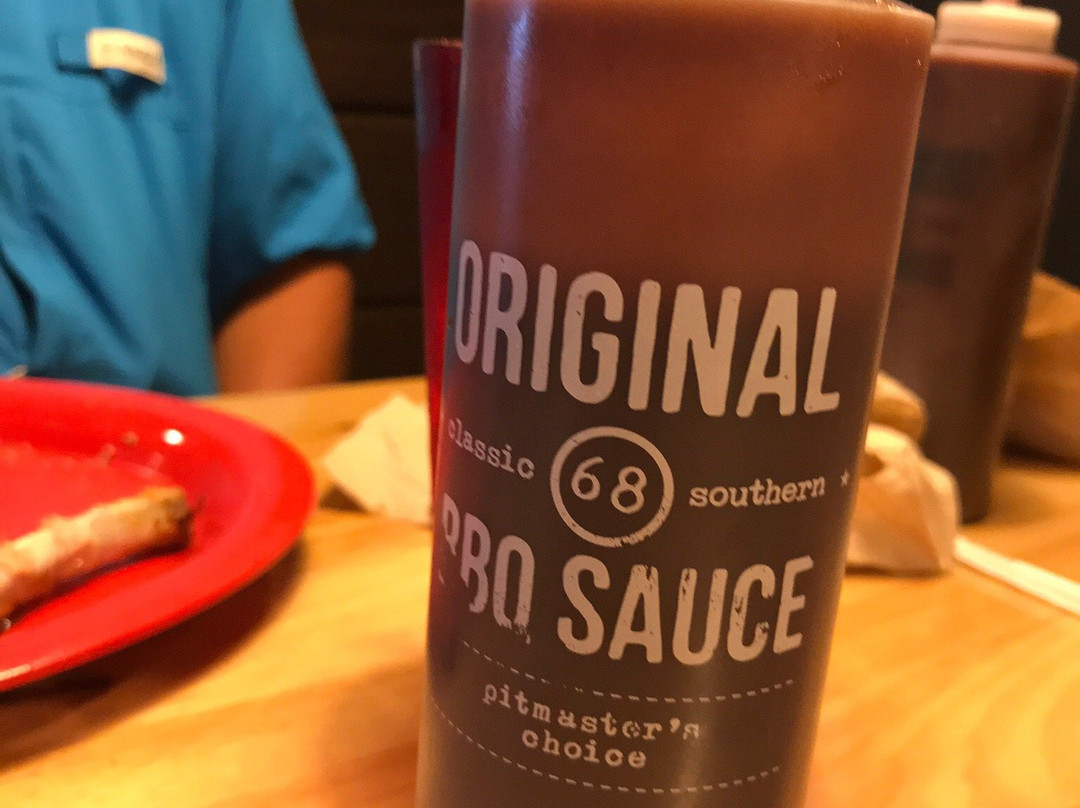 ORIGINAL
classic 68 southern
BBQ SAUCE
pitmaster's
choice